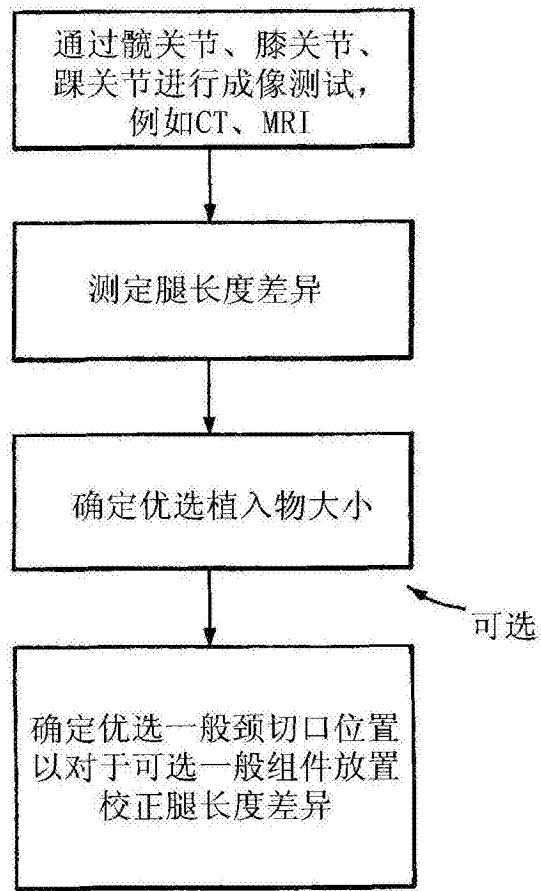 通过髋关节、膝关节、
踝关节进行成像测试，
例如CT、MRI
测定腿长度差异
确定优选植入物大小
可选
确定优选一般颈切口位置
以对于可选一般组件放置
校正腿长度差异